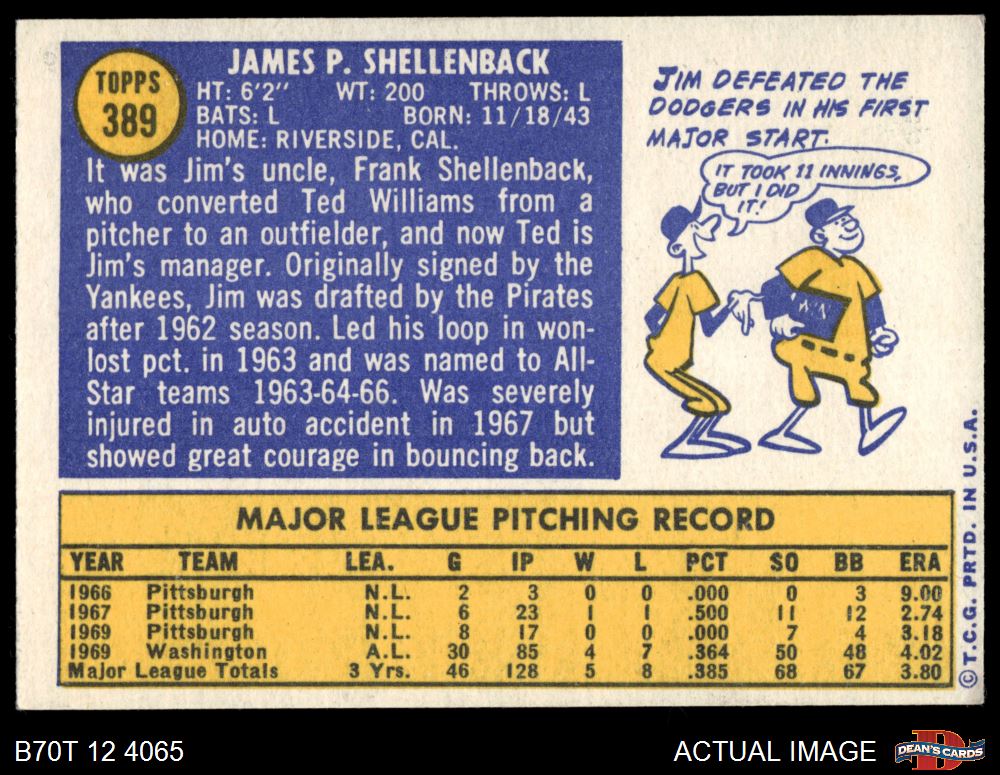 TOPPS
389
JAMES P. SHELLENBACK
HT: 6'2" WT: 200 THROWS: L
BATS: L BORN: 11/18/43
HOME: RIVERSIDE, CAL.
It was Jim's uncle, Frank Shellenback,
who converted Ted Williams from a
pitcher to an outfielder, and now Ted is
Jim's manager. Originally signed by the
Yankees, Jim was drafted by the Pirates
after 1962 season. Led his loop in won-
lost pct. in 1963 and was named to All-
Star teams 1963-64-66. Was severely
injured in auto accident in 1967 but
showed great courage in bouncing back.
JIM DEFEATED THE
DODGERS IN HIS FIRST
MAJOR START.
IT TOOK 11 INNINGS,
BUT I DID
IT!
MAJOR LEAGUE PITCHING RECORD
YEAR TEAM LEA. G IP W L PCT SO BB ERA
1966 Pittsburgh N.L. 2 3 0 0 .000 0 3 9.00
1967 Pittsburgh N.L. 6 23 1 1 .500 11 12 2.74
1969 Pittsburgh N.L. 8 17 0 0 .000 7 4 3.18
1969 Washington A.L. 30 85 4 7 .364 50 48 4.02
Major League Totals 3 Yrs. 46 128 5 8 .385 68 67 3.80
© T.C.G. PRTD. IN U.S.A.
B70T 12 4065
ACTUAL IMAGE
DEAN'S CARDS